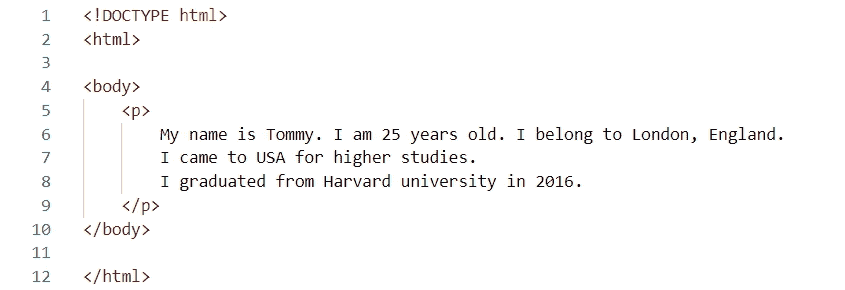 1 <!DOCTYPE html>
2 <html>
3
4 <body>
5 <p>
6 My name is Tommy. I am 25 years old. I belong to London, England.
7 I came to USA for higher studies.
8 I graduated from Harvard university in 2016.
9 </p>
10 </body>
11
12 </html>